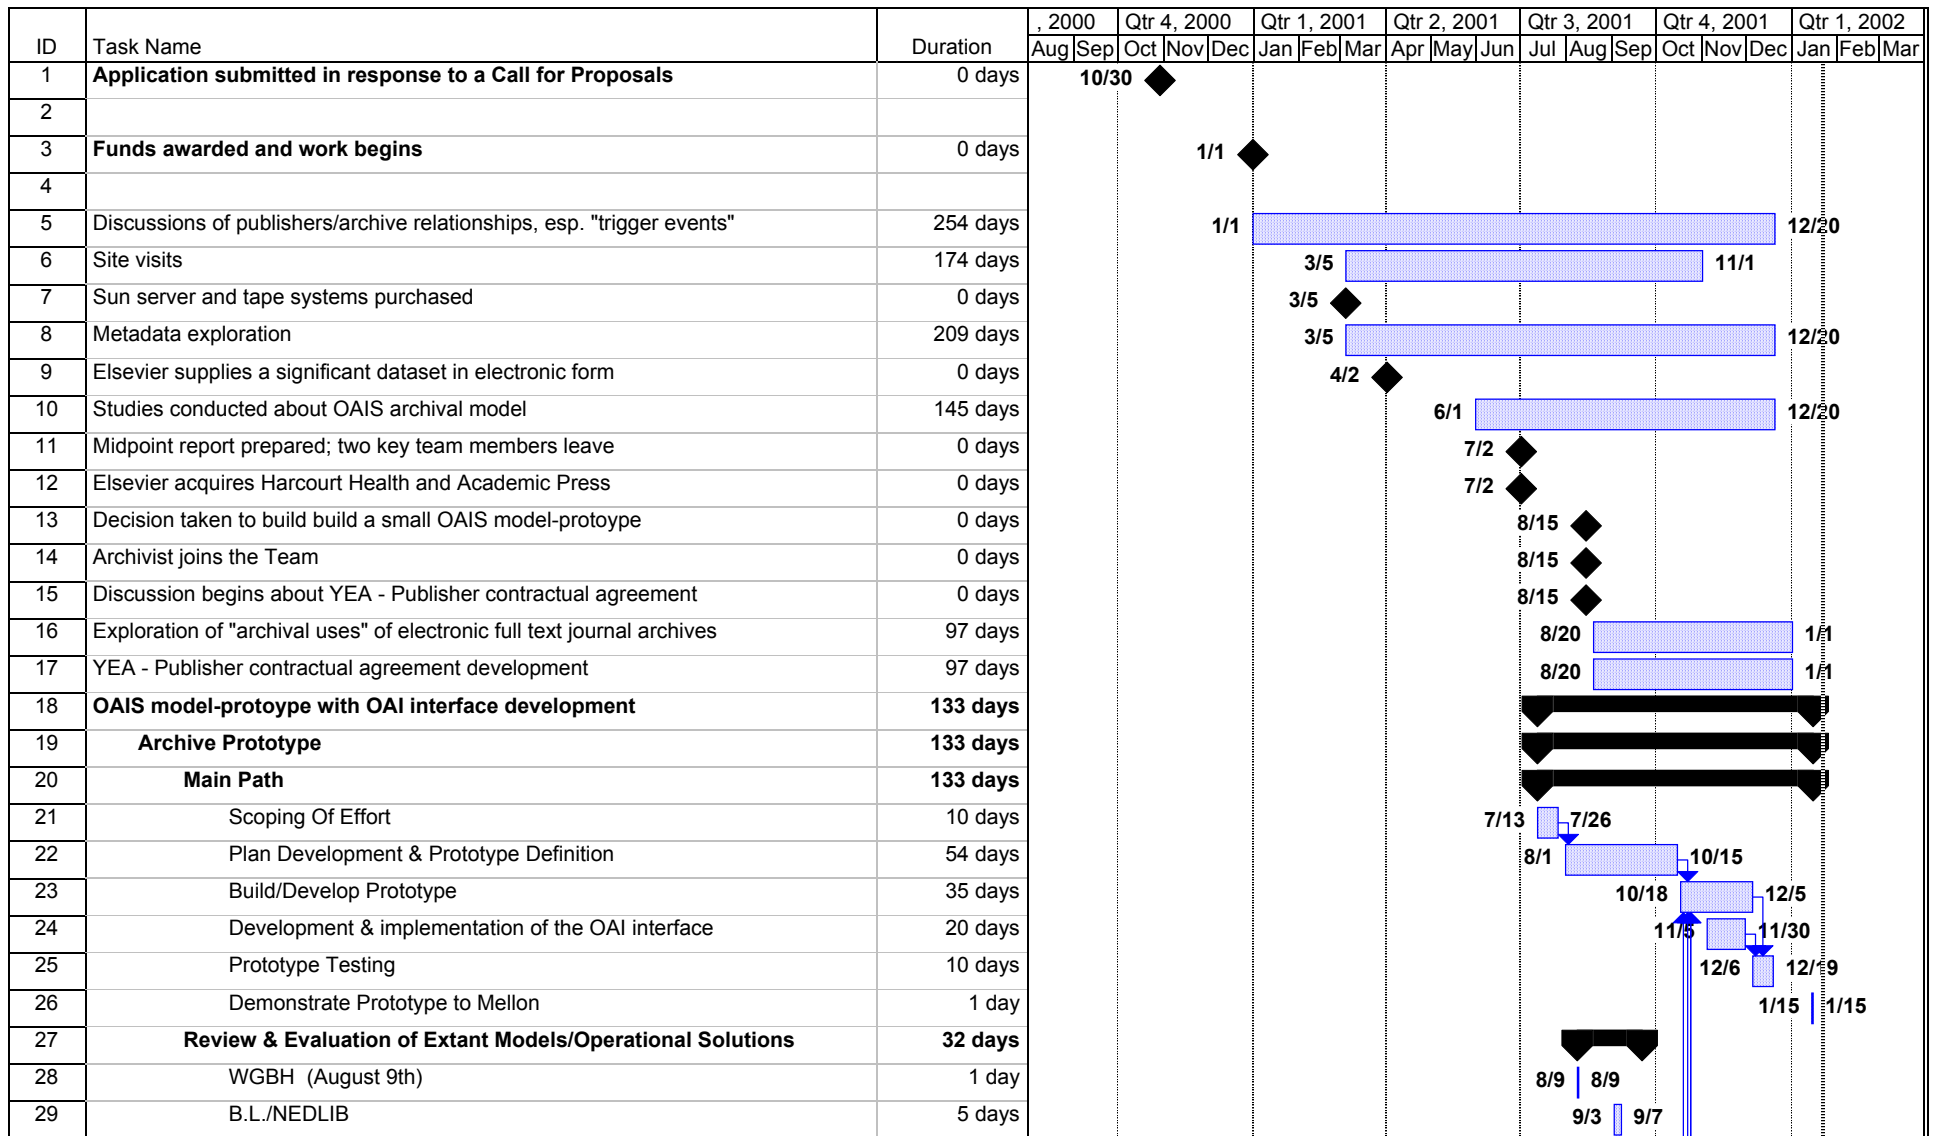 , 2000 Qtr 4, 2000 Qtr 1, 2001 Qtr 2, 2001 Qtr 3, 2001 Qtr 4, 2001 Qtr 1, 2002
ID Task Name Duration Aug Sep Oct Nov Dec Jan Feb Mar Apr May Jun Jul Aug Sep Oct Nov Dec Jan Feb Mar
1 Application submitted in response to a Call for Proposals 0 days 10/30
2
3 Funds awarded and work begins 0 days 1/1
4
5 Discussions of publishers/archive relationships, esp. "trigger events" 254 days 1/1 12/20
6 Site visits 174 days 3/5 11/1
7 Sun server and tape systems purchased 0 days 3/5
8 Metadata exploration 209 days 3/5 12/20
9 Elsevier supplies a significant dataset in electronic form 0 days 4/2
10 Studies conducted about OAIS archival model 145 days 6/1 12/20
11 Midpoint report prepared; two key team members leave 0 days 7/2
12 Elsevier acquires Harcourt Health and Academic Press 0 days 7/2
13 Decision taken to build build a small OAIS model-protoype 0 days 8/15
14 Archivist joins the Team 0 days 8/15
15 Discussion begins about YEA - Publisher contractual agreement 0 days 8/15
16 Exploration of "archival uses" of electronic full text journal archives 97 days 8/20 1/1
17 YEA - Publisher contractual agreement development 97 days 8/20 1/1
18 OAIS model-protoype with OAI interface development 133 days
19 Archive Prototype 133 days
20 Main Path 133 days
21 Scoping Of Effort 10 days 7/13 7/26
22 Plan Development & Prototype Definition 54 days 8/1 10/15
23 Build/Develop Prototype 35 days 10/18 12/5
24 Development & implementation of the OAI interface 20 days 11/5 11/30
25 Prototype Testing 10 days 12/6 12/19
26 Demonstrate Prototype to Mellon 1 day 1/15 1/15
27 Review & Evaluation of Extant Models/Operational Solutions 32 days
28 WGBH (August 9th) 1 day 8/9 8/9
29 B.L./NEDLIB 5 days 9/3 9/7